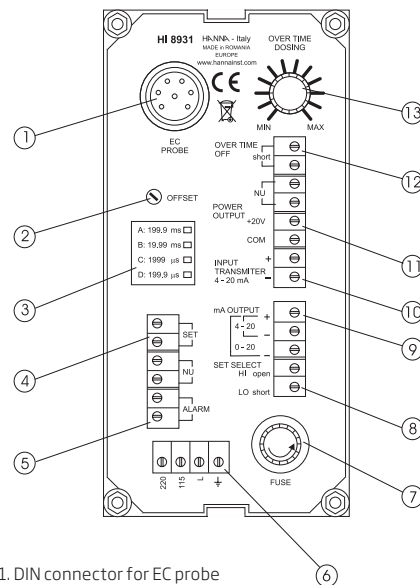 HI 8931 HANNA - Italy
MADE in ROMANIA
EUROPE
www.hannainst.com
OVER TIME
DOSING
MIN MAX
EC
PROBE
1
13
OVER TIME
OFF
short
12
NU
OFFSET
2
POWER
OUTPUT
+20V
COM
11
A: 199,9 ms
B: 19.99 ms
C: 1999 μs
D: 199,9 μs
3
INPUT
TRANSMITER
4 - 20 mA
+
−
10
mA OUTPUT
+
4 - 20
−
0 - 20
−
9
SET
4
NU
SET SELECT
HI open
LO short
8
ALARM
5
220
115
L
6
FUSE
7
1. DIN connector for EC probe